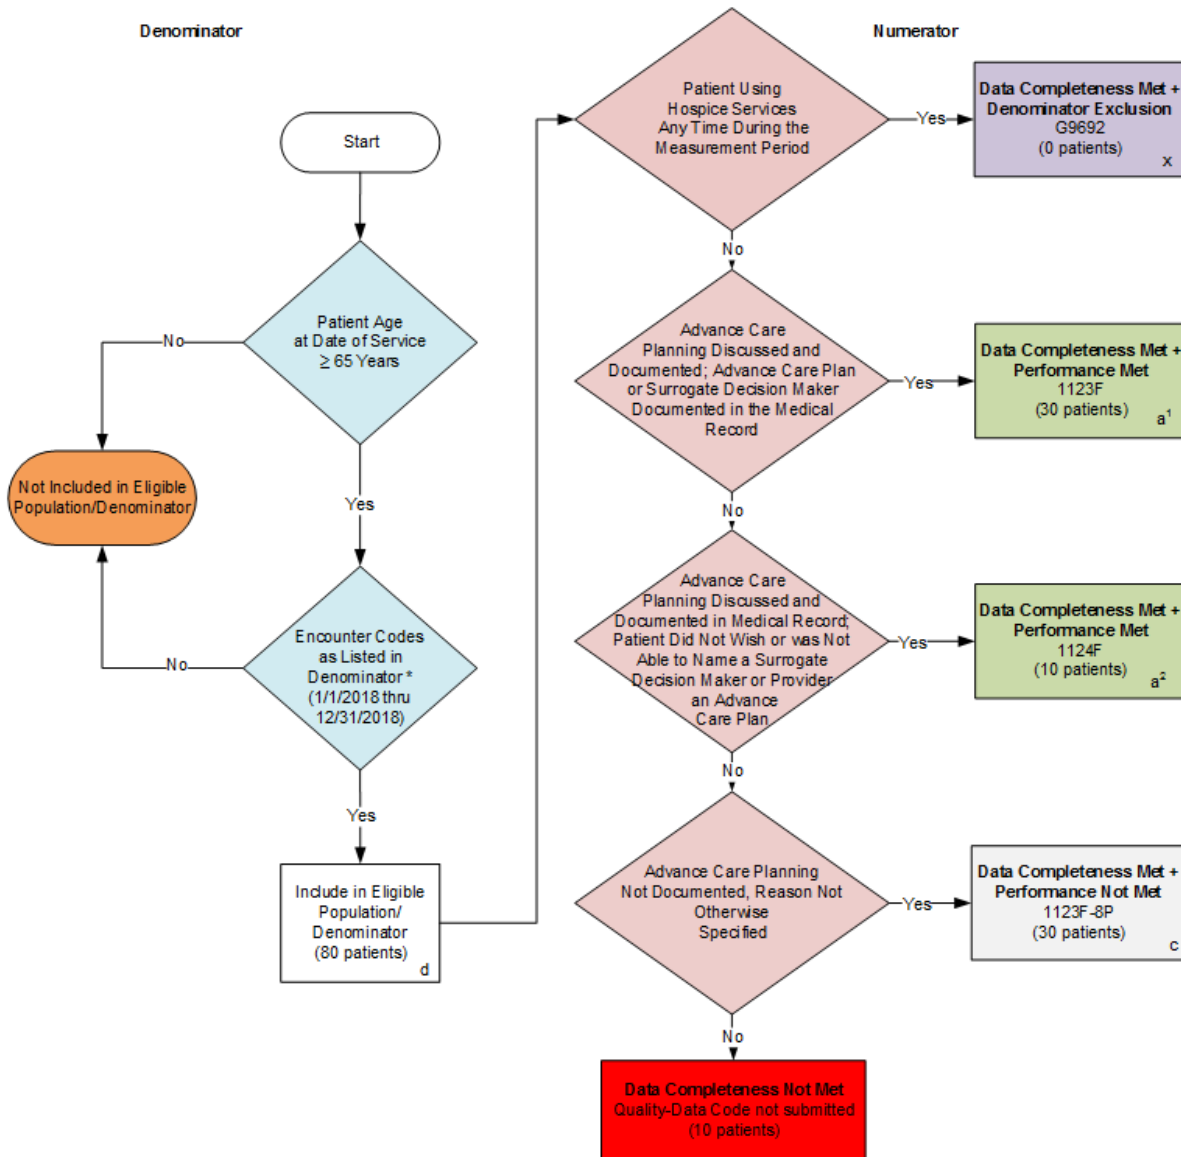 Denominator
Numerator
Start
Patient Age
at Date of Service
≥ 65 Years
No
Yes
Not Included in Eligible
Population/Denominator
Encounter Codes
as Listed in
Denominator *
(1/1/2018 thru
12/31/2018)
No
Yes
Include in Eligible
Population/
Denominator
(80 patients)
d
Patient Using
Hospice Services
Any Time During the
Measurement Period
Yes
Data Completeness Met +
Denominator Exclusion
G9692
(0 patients)
x
No
Advance Care
Planning Discussed and
Documented; Advance Care Plan
or Surrogate Decision Maker
Documented in the Medical
Record
Yes
Data Completeness Met +
Performance Met
1123F
(30 patients)
a¹
No
Advance Care
Planning Discussed and
Documented in Medical Record;
Patient Did Not Wish or was Not
Able to Name a Surrogate
Decision Maker or Provider
an Advance
Care Plan
Yes
Data Completeness Met +
Performance Met
1124F
(10 patients)
a²
No
Advance Care Planning
Not Documented, Reason Not
Otherwise
Specified
Yes
Data Completeness Met +
Performance Not Met
1123F-8P
(30 patients)
c
No
Data Completeness Not Met
Quality-Data Code not submitted
(10 patients)